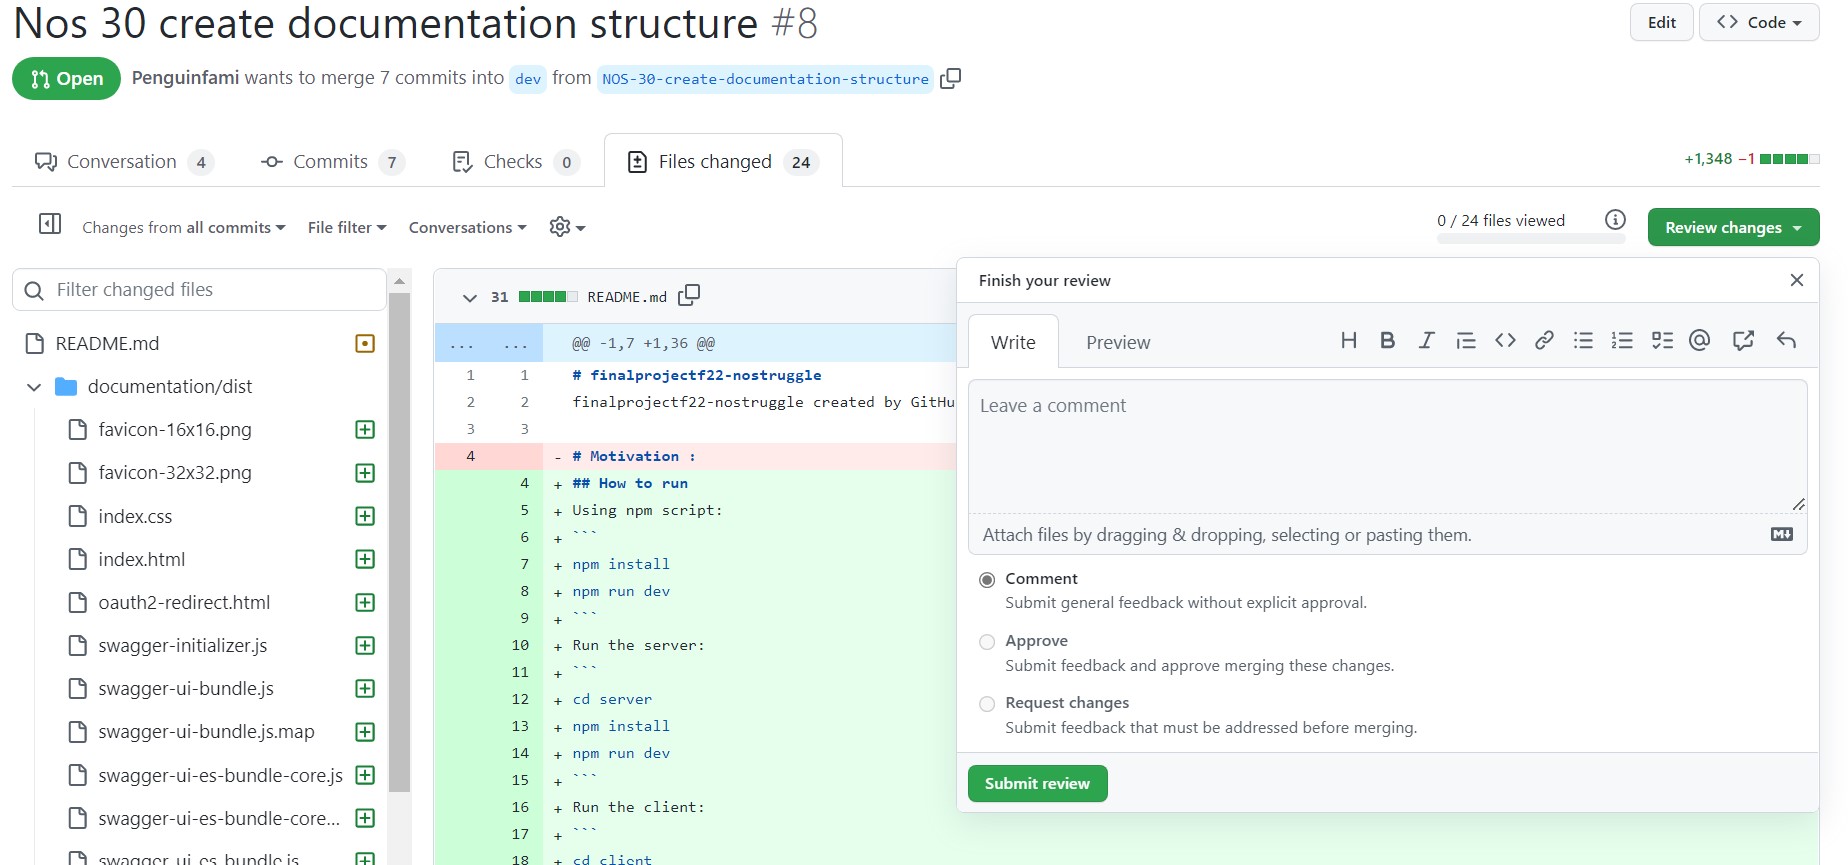 Nos 30 create documentation structure #8
Edit
Code
Open
Penguinfami wants to merge 7 commits into dev from NOS-30-create-documentation-structure
Conversation 4
Commits 7
Checks 0
Files changed 24
+1,348 −1
Changes from all commits
File filter
Conversations
0 / 24 files viewed
Review changes
Filter changed files
README.md
documentation/dist
favicon-16x16.png
favicon-32x32.png
index.css
index.html
oauth2-redirect.html
swagger-initializer.js
swagger-ui-bundle.js
swagger-ui-bundle.js.map
swagger-ui-es-bundle-core.js
swagger-ui-es-bundle-core...
swagger-ui-es-bundle.js
31 README.md
... ... @@ -1,7 +1,36 @@
1 1 # finalprojectf22-nostruggle
2 2 finalprojectf22-nostruggle created by GitHu
3 3
4 - # Motivation :
4 + ## How to run
5 + Using npm script:
6 + ```
7 + npm install
8 + npm run dev
9 + ```
10 + Run the server:
11 + ```
12 + cd server
13 + npm install
14 + npm run dev
15 + ```
16 + Run the client:
17 + ```
18 + cd client
Finish your review
Write
Preview
Leave a comment
Attach files by dragging & dropping, selecting or pasting them.
Comment
Submit general feedback without explicit approval.
Approve
Submit feedback and approve merging these changes.
Request changes
Submit feedback that must be addressed before merging.
Submit review